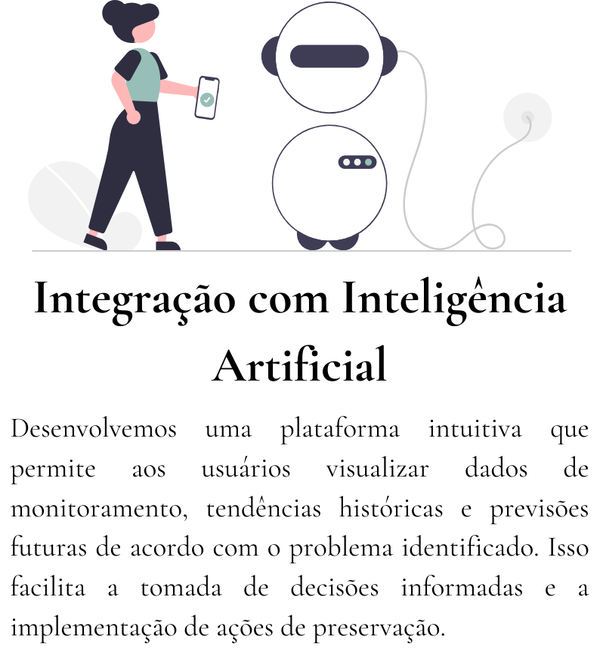 Integração com Inteligência
Artificial
Desenvolvemos uma plataforma intuitiva que
permite aos usuários visualizar dados de
monitoramento, tendências históricas e previsões
futuras de acordo com o problema identificado. Isso
facilita a tomada de decisões informadas e a
implementação de ações de preservação.